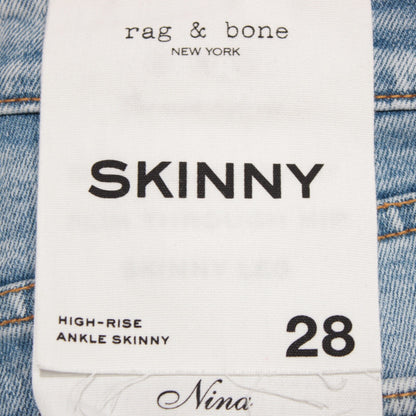 rag & bone
NEW YORK
SKINNY
HIGH-RISE
ANKLE SKINNY
28
Nina